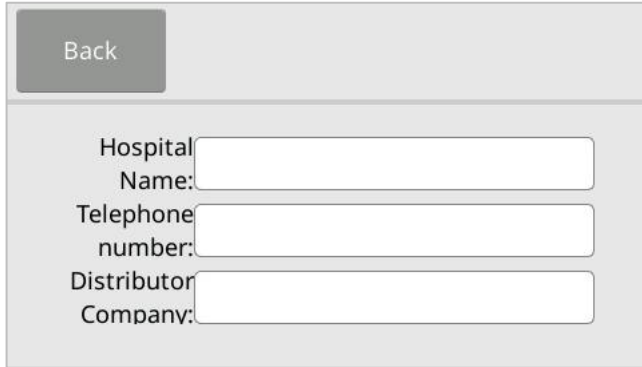 Back
Hospital
Name:
Telephone
number:
Distributor
Company: